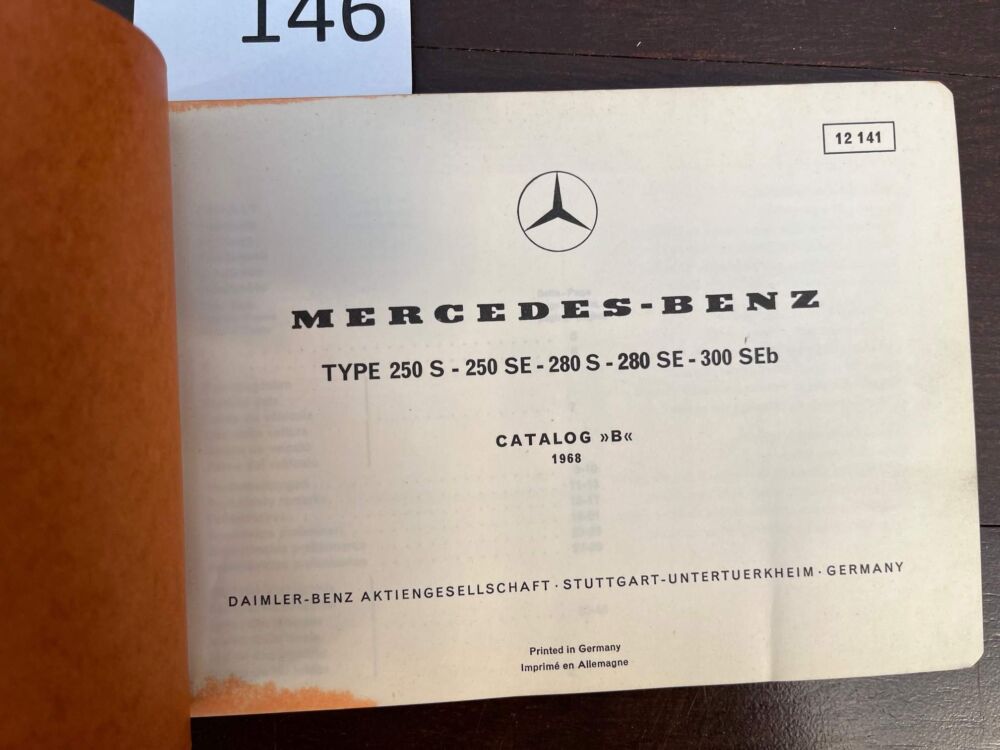 146
12 141
MERCEDES-BENZ
TYPE 250 S - 250 SE - 280 S - 280 SE - 300 SEb
CATALOG »B«
1968
DAIMLER-BENZ AKTIENGESELLSCHAFT · STUTTGART-UNTERTUERKHEIM · GERMANY
Printed in Germany
Imprimé en Allemagne